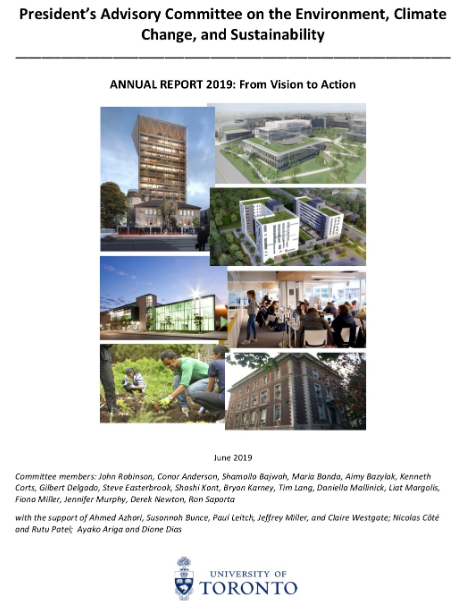 President's Advisory Committee on the Environment, Climate
Change, and Sustainability
ANNUAL REPORT 2019: From Vision to Action
June 2019
Committee members: John Robinson, Conor Anderson, Shamaila Bajwah, Maria Banda, Aimy Bazylak, Kenneth
Corts, Gilbert Delgado, Steve Easterbrook, Shoshi Kant, Bryan Karney, Tim Lang, Daniella Mallinick, Liat Margolis,
Fiona Miller, Jennifer Murphy, Derek Newton, Ron Saporta
with the support of Ahmed Azhari, Susannah Bunce, Paul Leitch, Jeffrey Miller, and Claire Westgate; Nicolas Côté
and Rutu Patel; Ayako Ariga and Dione Dias
UNIVERSITY OF
TORONTO